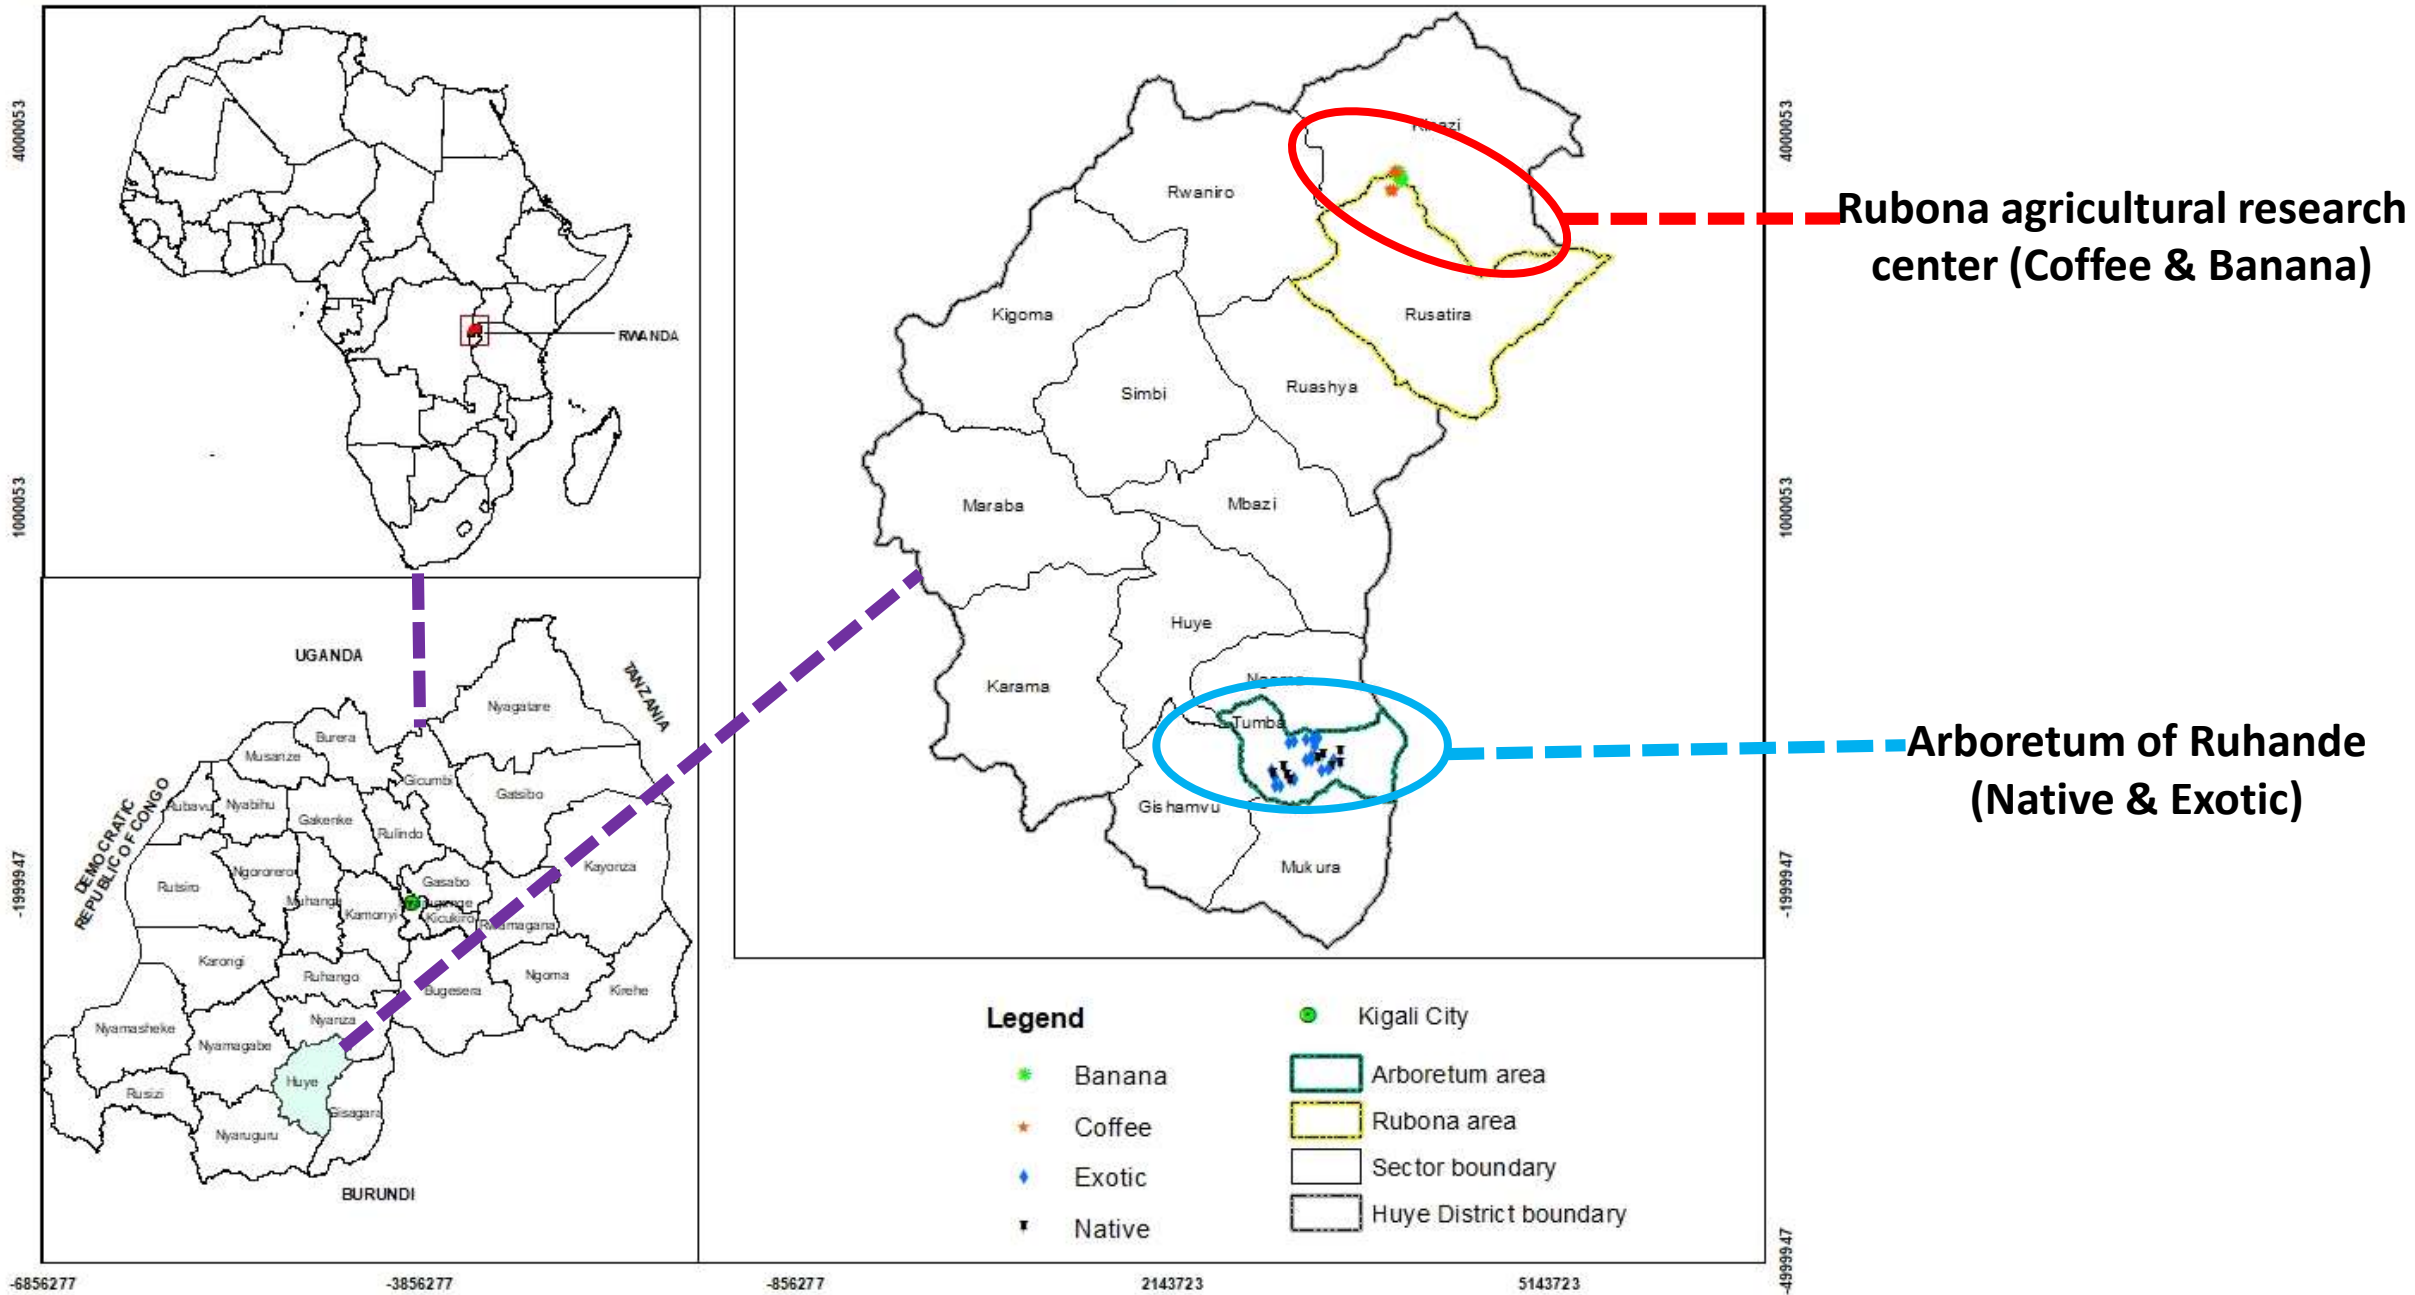 4000053
1000053
-1999947
RWANDA
UGANDA
TANZANIA
DEMOCRATIC
REPUBLIC OF CONGO
BURUNDI
Nyagatare
Burera
Musanze
Gicumbi
Gatsibo
Rubavu
Nyabihu
Gakenke
Rulindo
Kayonza
Rutsiro
Ngororero
Gasabo
Muhanga
Kamonyi
Kicukiro
Rwamagana
Karongi
Ruhango
Bugesera
Ngoma
Kirehe
Nyamasheke
Nyanza
Nyamagabe
Huye
Rusizi
Gisagara
Nyaruguru
Rwaniro
Kigoma
Rusatira
Simbi
Ruashya
Maraba
Mbazi
Huye
Karama
Ngoma
Tumba
Gishamvu
Mukura
4000053
1000053
-1999947
-4999947
Rubona agricultural research
center (Coffee & Banana)
Arboretum of Ruhande
(Native & Exotic)
Legend
Banana
Coffee
Exotic
Native
Kigali City
Arboretum area
Rubona area
Sector boundary
Huye District boundary
-6856277
-3856277
-856277
2143723
5143723